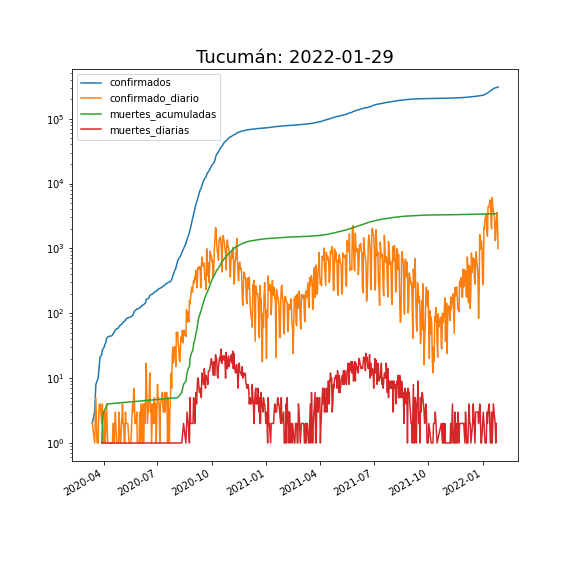 Tucumán: 2022-01-29
confirmados
confirmado_diario
muertes_acumuladas
muertes_diarias
10⁵
10⁴
10³
10²
10¹
10⁰
2020-04
2020-07
2020-10
2021-01
2021-04
2021-07
2021-10
2022-01